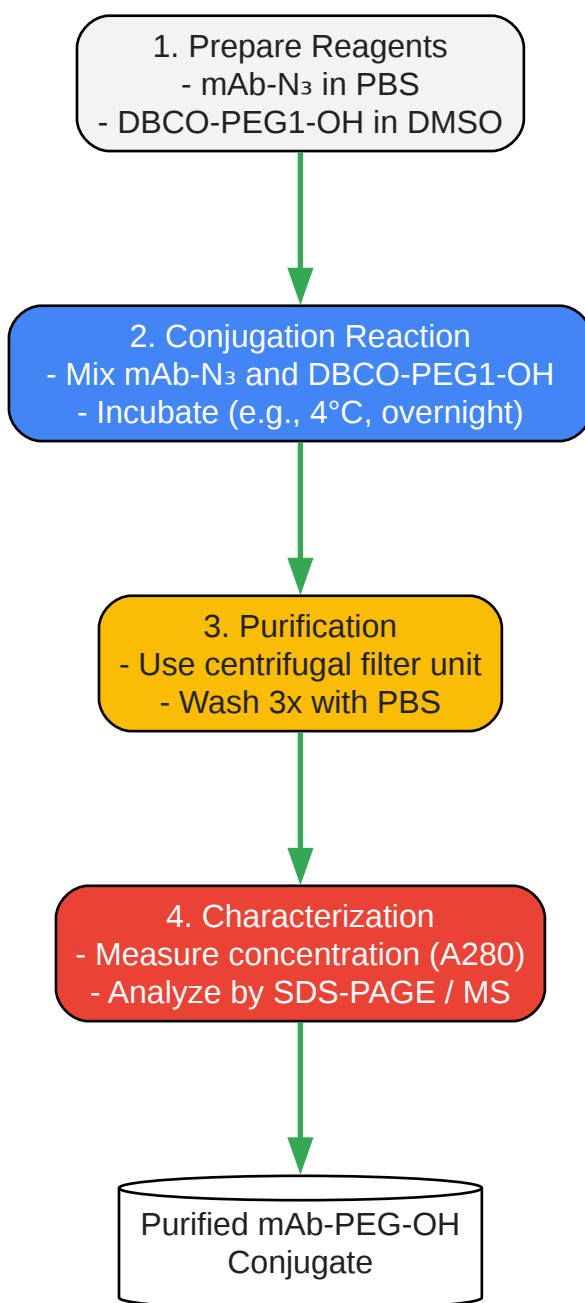 1. Prepare Reagents
- mAb-N₃ in PBS
- DBCO-PEG1-OH in DMSO
2. Conjugation Reaction
- Mix mAb-N₃ and DBCO-PEG1-OH
- Incubate (e.g., 4°C, overnight)
3. Purification
- Use centrifugal filter unit
- Wash 3x with PBS
4. Characterization
- Measure concentration (A280)
- Analyze by SDS-PAGE / MS
Purified mAb-PEG-OH
Conjugate